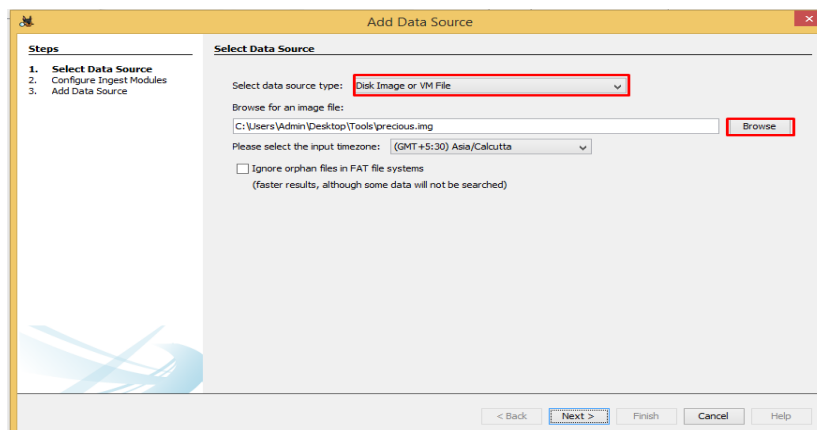 Add Data Source
Steps
1. Select Data Source
2. Configure Ingest Modules
3. Add Data Source
Select Data Source
Select data source type: Disk Image or VM File
Browse for an image file:
C:\Users\Admin\Desktop\Tools\precious.img Browse
Please select the input timezone: (GMT+5:30) Asia/Calcutta
Ignore orphan files in FAT file systems
(faster results, although some data will not be searched)
< Back Next > Finish Cancel Help